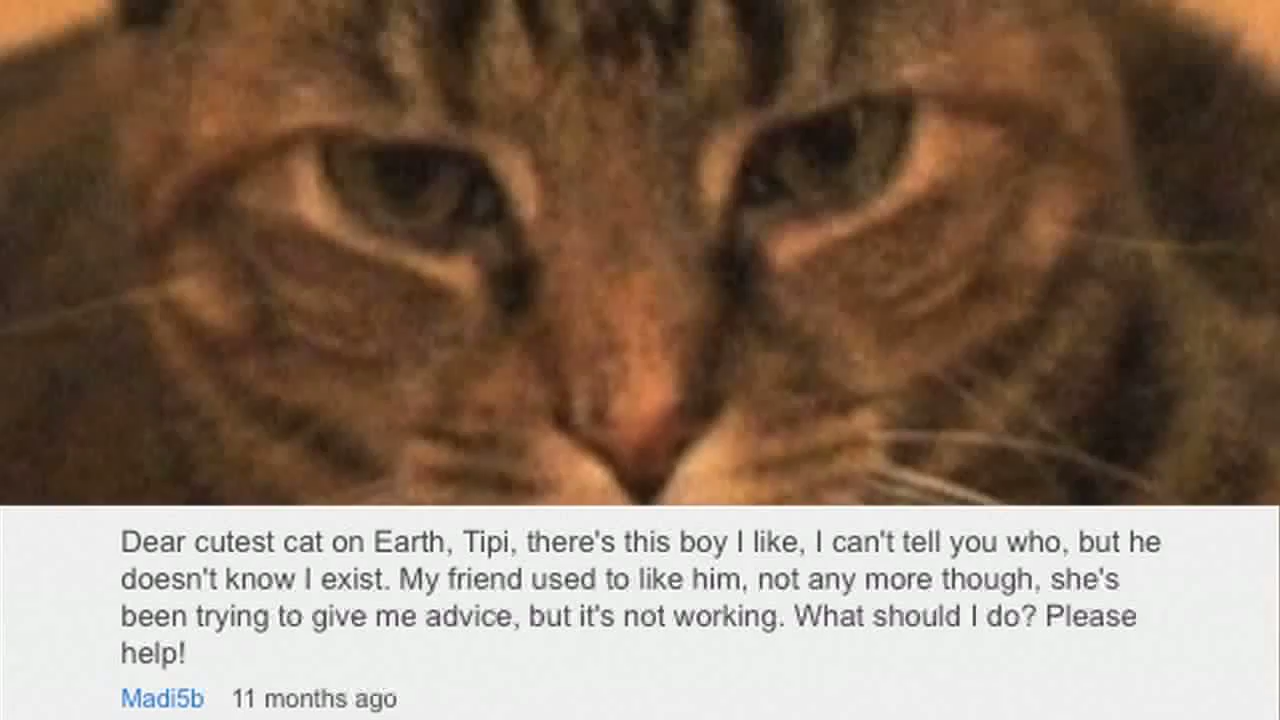 Dear cutest cat on Earth, Tipi, there's this boy I like, I can't tell you who, but he
doesn't know I exist. My friend used to like him, not any more though, she's
been trying to give me advice, but it's not working. What should I do? Please
help!
Madi5b 11 months ago